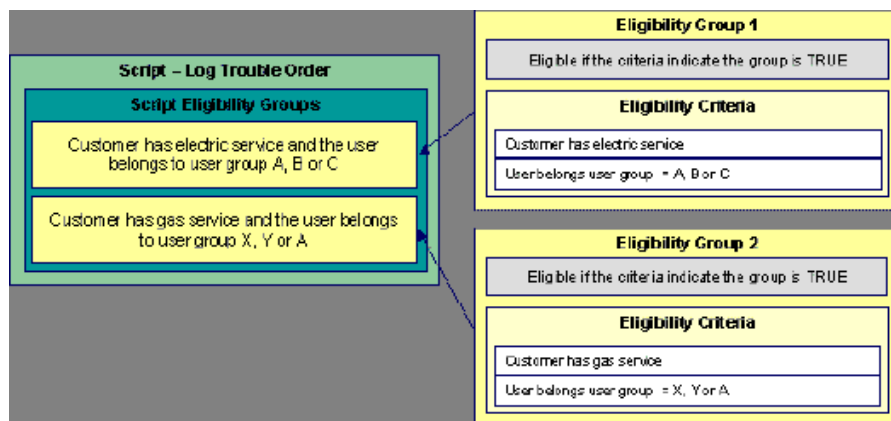 Script – Log Trouble Order
Script Eligibility Groups
Customer has electric service and the user
belongs to user group A, B or C
Customer has gas service and the user belongs
to user group X, Y or A
Eligibility Group 1
Eligible if the criteria indicate the group is TRUE
Eligibility Criteria
Customer has electric service
User belongs user group = A, B or C
Eligibility Group 2
Eligible if the criteria indicate the group is TRUE
Eligibility Criteria
Customer has gas service
User belongs user group = X, Y or A